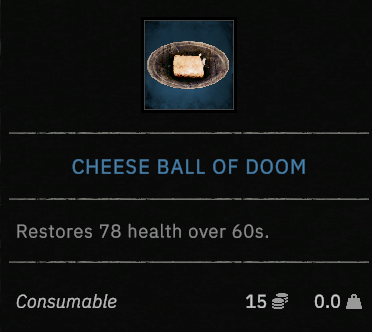 CHEESE BALL OF DOOM
Restores 78 health over 60s.
Consumable 15 0.0